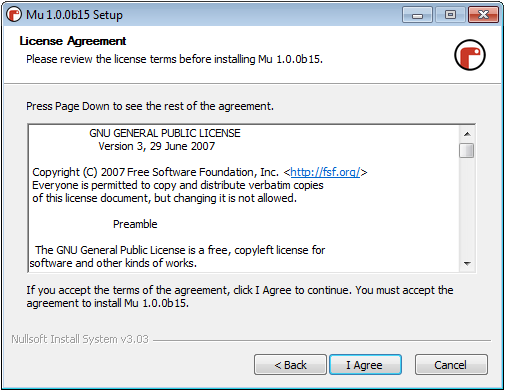 Mu 1.0.0b15 Setup
License Agreement
Please review the license terms before installing Mu 1.0.0b15.
Press Page Down to see the rest of the agreement.
GNU GENERAL PUBLIC LICENSE
Version 3, 29 June 2007
Copyright (C) 2007 Free Software Foundation, Inc. <http://fsf.org/>
Everyone is permitted to copy and distribute verbatim copies
of this license document, but changing it is not allowed.
Preamble
The GNU General Public License is a free, copyleft license for
software and other kinds of works.
If you accept the terms of the agreement, click I Agree to continue. You must accept the
agreement to install Mu 1.0.0b15.
Nullsoft Install System v3.03
< Back I Agree Cancel